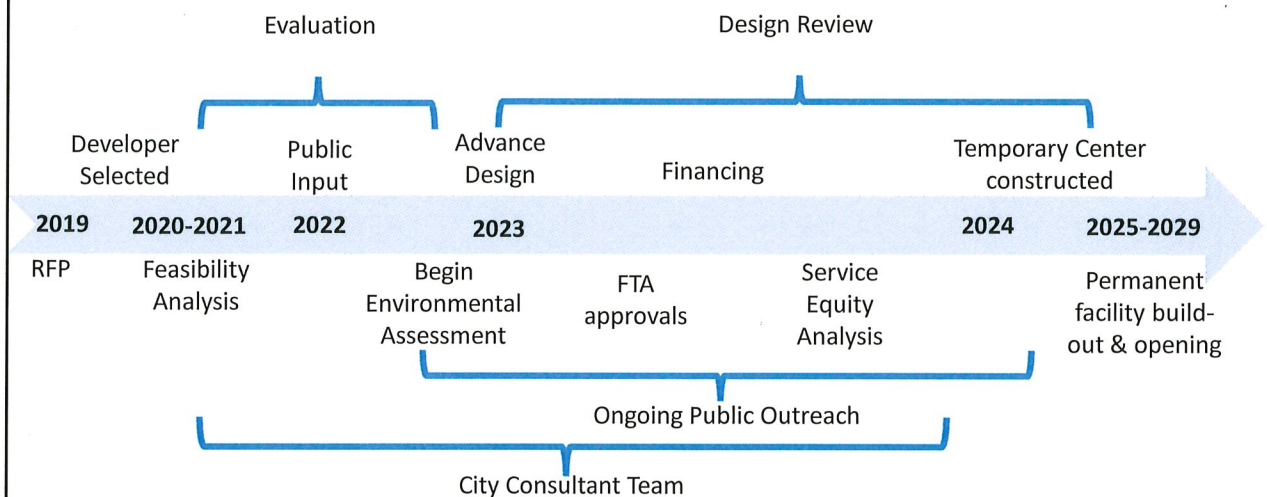 Evaluation
Design Review
Developer
Selected
Public
Input
Advance
Design
Financing
Temporary Center
constructed
2019
2020-2021
2022
2023
2024
2025-2029
RFP
Feasibility
Analysis
Begin
Environmental
Assessment
FTA
approvals
Service
Equity
Analysis
Permanent
facility build-
out & opening
Ongoing Public Outreach
City Consultant Team